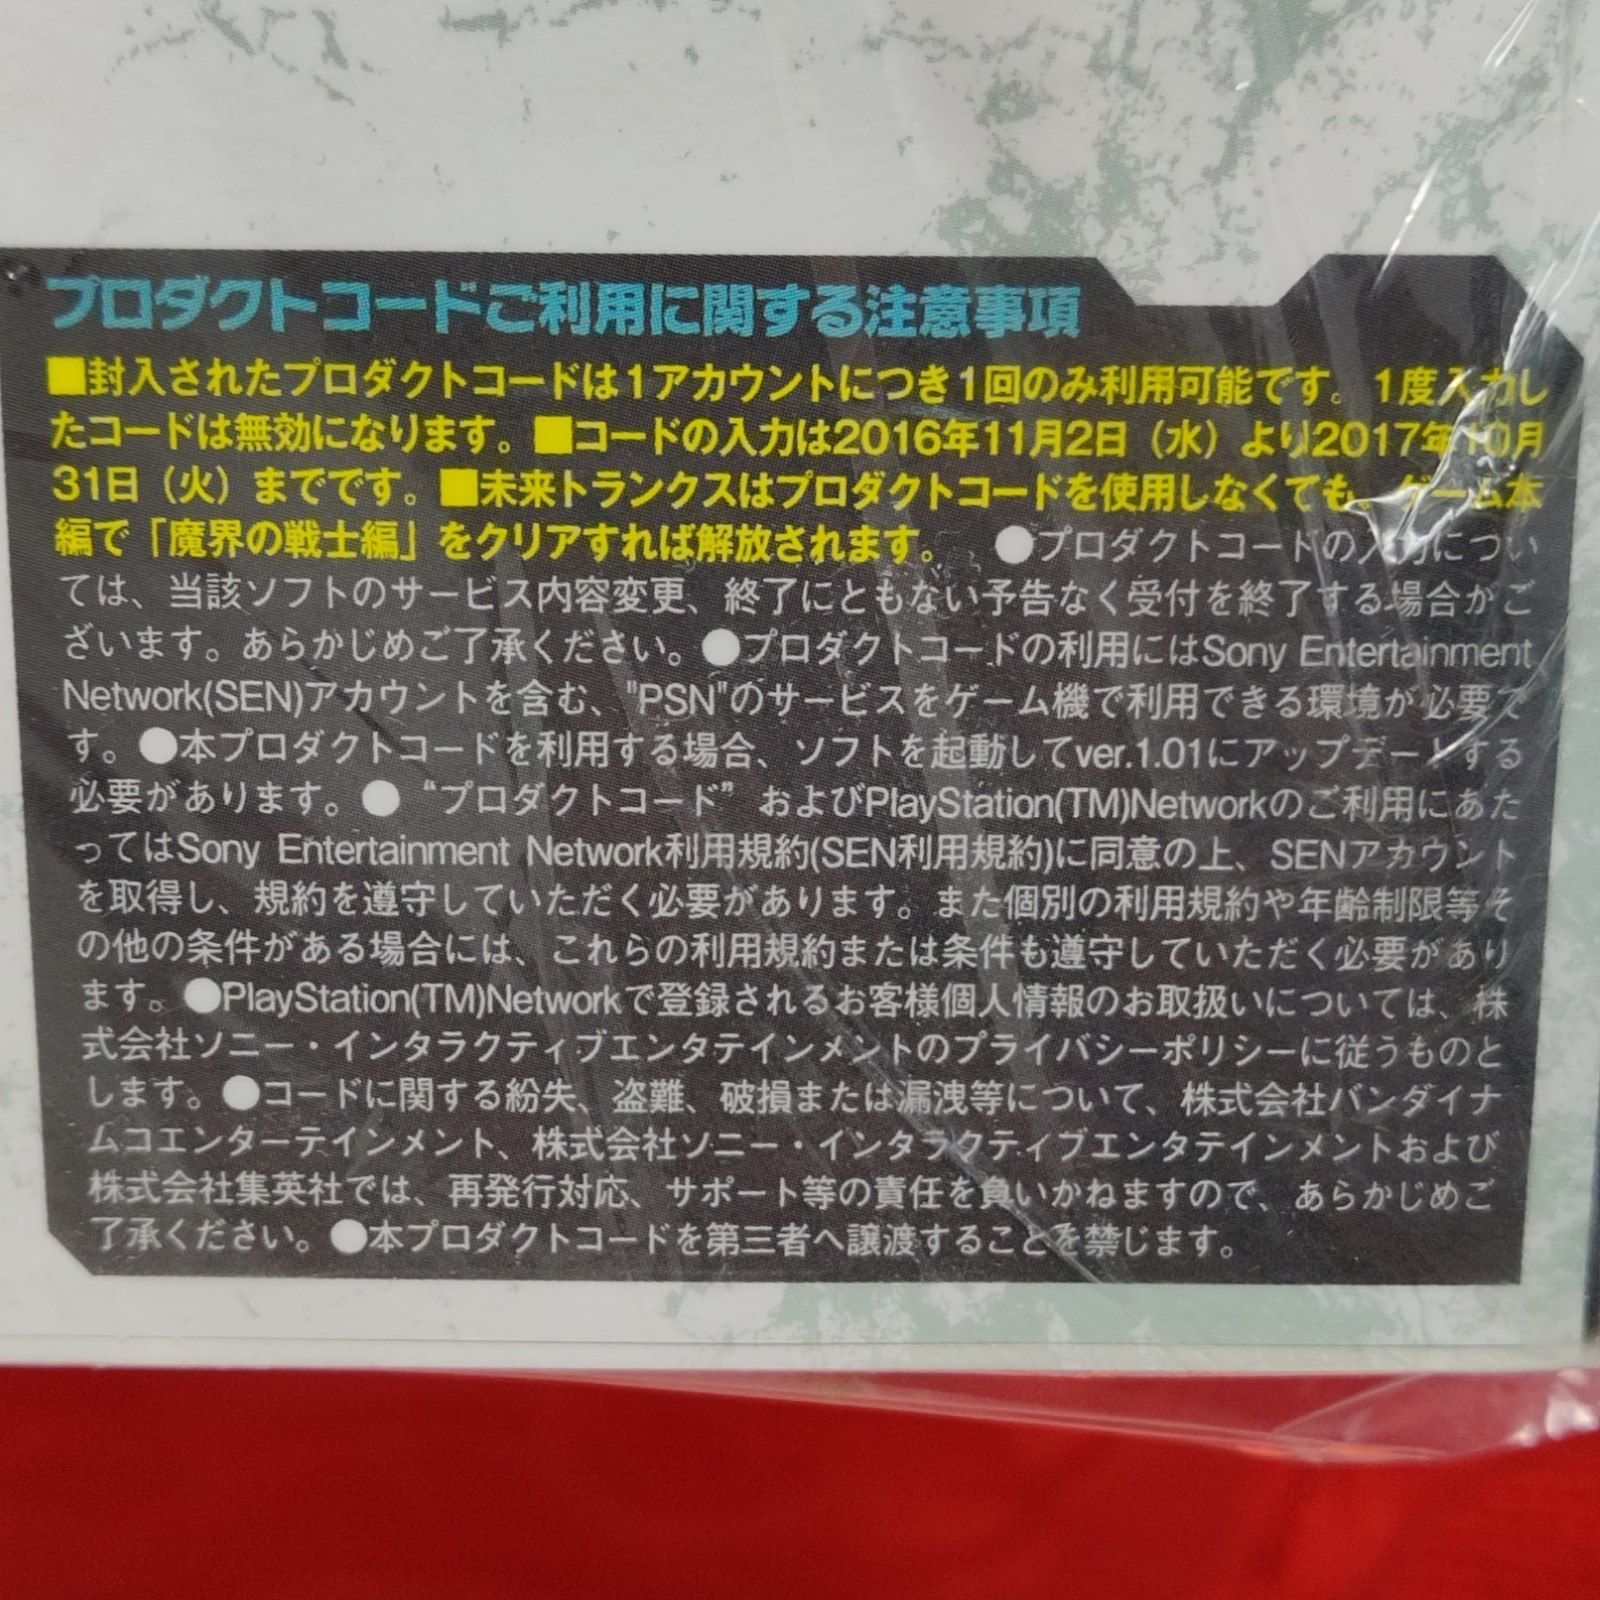 プロダクトコードご利用に関する注意事項
■封入されたプロダクトコードは1アカウントにつき1回のみ利用可能です。1度入力し
たコードは無効になります。■コードの入力は2016年11月2日（水）より2017年10月
31日（火）までです。■未来トランクスはプロダクトコードを使用しなくても、ゲーム本
編で「魔界の戦士編」をクリアすれば解放されます。 ●プロダクトコードの入力につい
ては、当該ソフトのサービス内容変更、終了にともない予告なく受付を終了する場合がご
ざいます。あらかじめご了承ください。●プロダクトコードの利用にはSony Entertainment
Network(SEN)アカウントを含む、"PSN"のサービスをゲーム機で利用できる環境が必要で
す。●本プロダクトコードを利用する場合、ソフトを起動してver.1.01にアップデートする
必要があります。●“プロダクトコード”およびPlayStation(TM)Networkのご利用にあた
ってはSony Entertainment Network利用規約(SEN利用規約)に同意の上、SENアカウント
を取得し、規約を遵守していただく必要があります。また個別の利用規約や年齢制限等そ
の他の条件がある場合には、これらの利用規約または条件も遵守していただく必要があり
ます。●PlayStation(TM)Networkで登録されるお客様個人情報のお取扱いについては、株
式会社ソニー・インタラクティブエンタテインメントのプライバシーポリシーに従うものと
します。●コードに関する紛失、盗難、破損または漏洩等について、株式会社バンダイナ
ムコエンターテインメント、株式会社ソニー・インタラクティブエンタテインメントおよび
株式会社集英社では、再発行対応、サポート等の責任を負いかねますので、あらかじめご
了承ください。●本プロダクトコードを第三者へ譲渡することを禁じます。